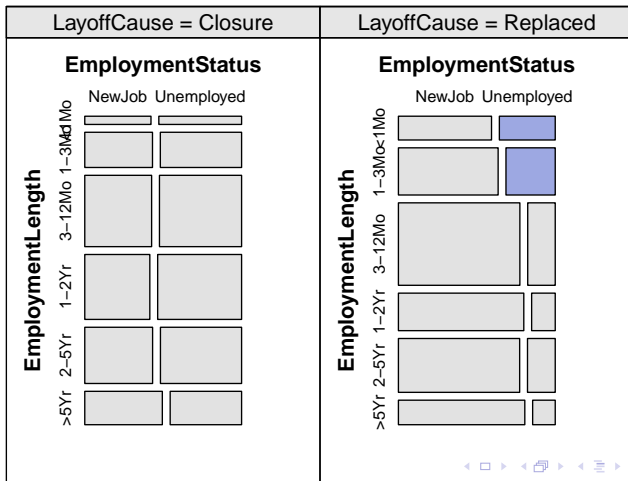 LayoffCause = Closure
EmploymentStatus
NewJob Unemployed
EmploymentLength
<1Mo
1−3Mo
3−12Mo
1−2Yr
2−5Yr
>5Yr
LayoffCause = Replaced
EmploymentStatus
NewJob Unemployed
EmploymentLength
<1Mo
1−3Mo
3−12Mo
1−2Yr
2−5Yr
>5Yr